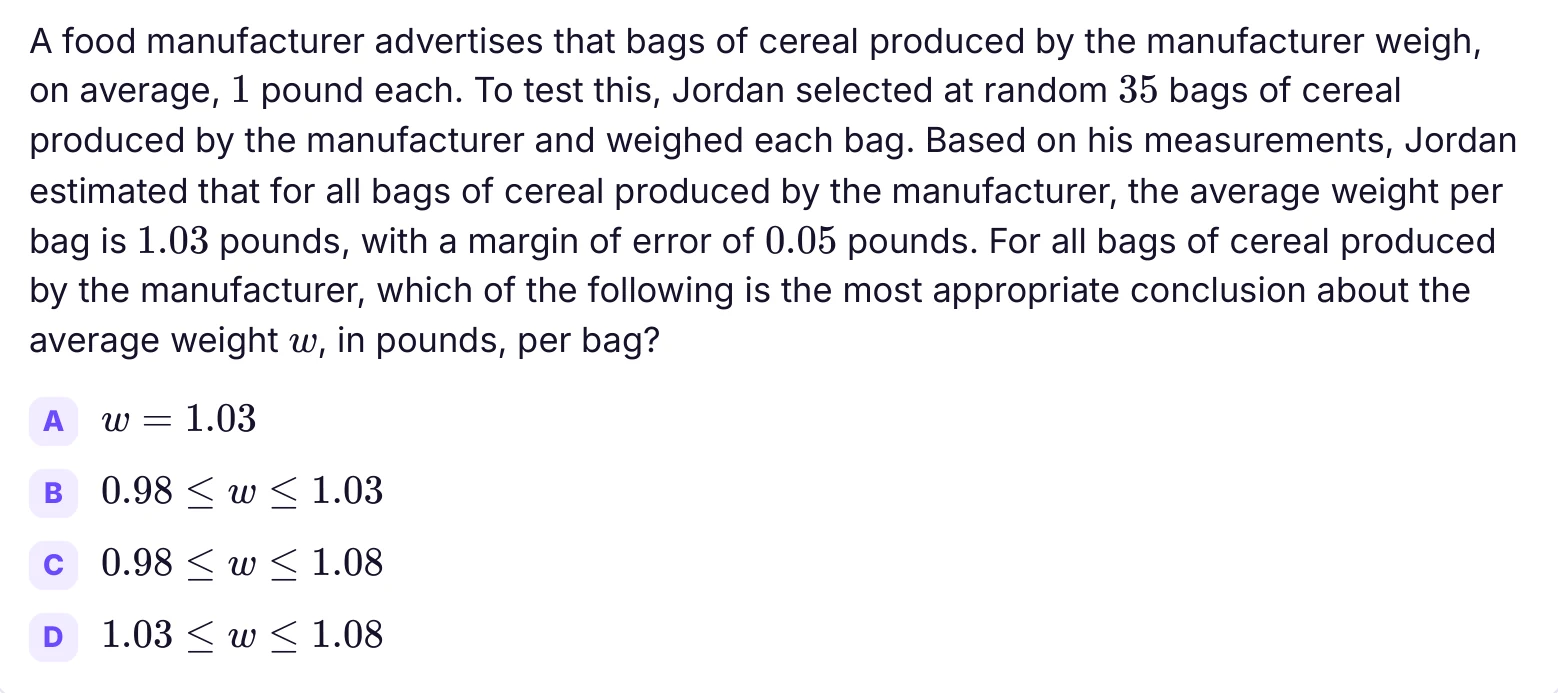 A food manufacturer advertises that bags of cereal produced by the manufacturer weigh,
on average, 1 pound each. To test this, Jordan selected at random 35 bags of cereal
produced by the manufacturer and weighed each bag. Based on his measurements, Jordan
estimated that for all bags of cereal produced by the manufacturer, the average weight per
bag is 1.03 pounds, with a margin of error of 0.05 pounds. For all bags of cereal produced
by the manufacturer, which of the following is the most appropriate conclusion about the
average weight w, in pounds, per bag?
A w = 1.03
B 0.98 ≤ w ≤ 1.03
C 0.98 ≤ w ≤ 1.08
D 1.03 ≤ w ≤ 1.08